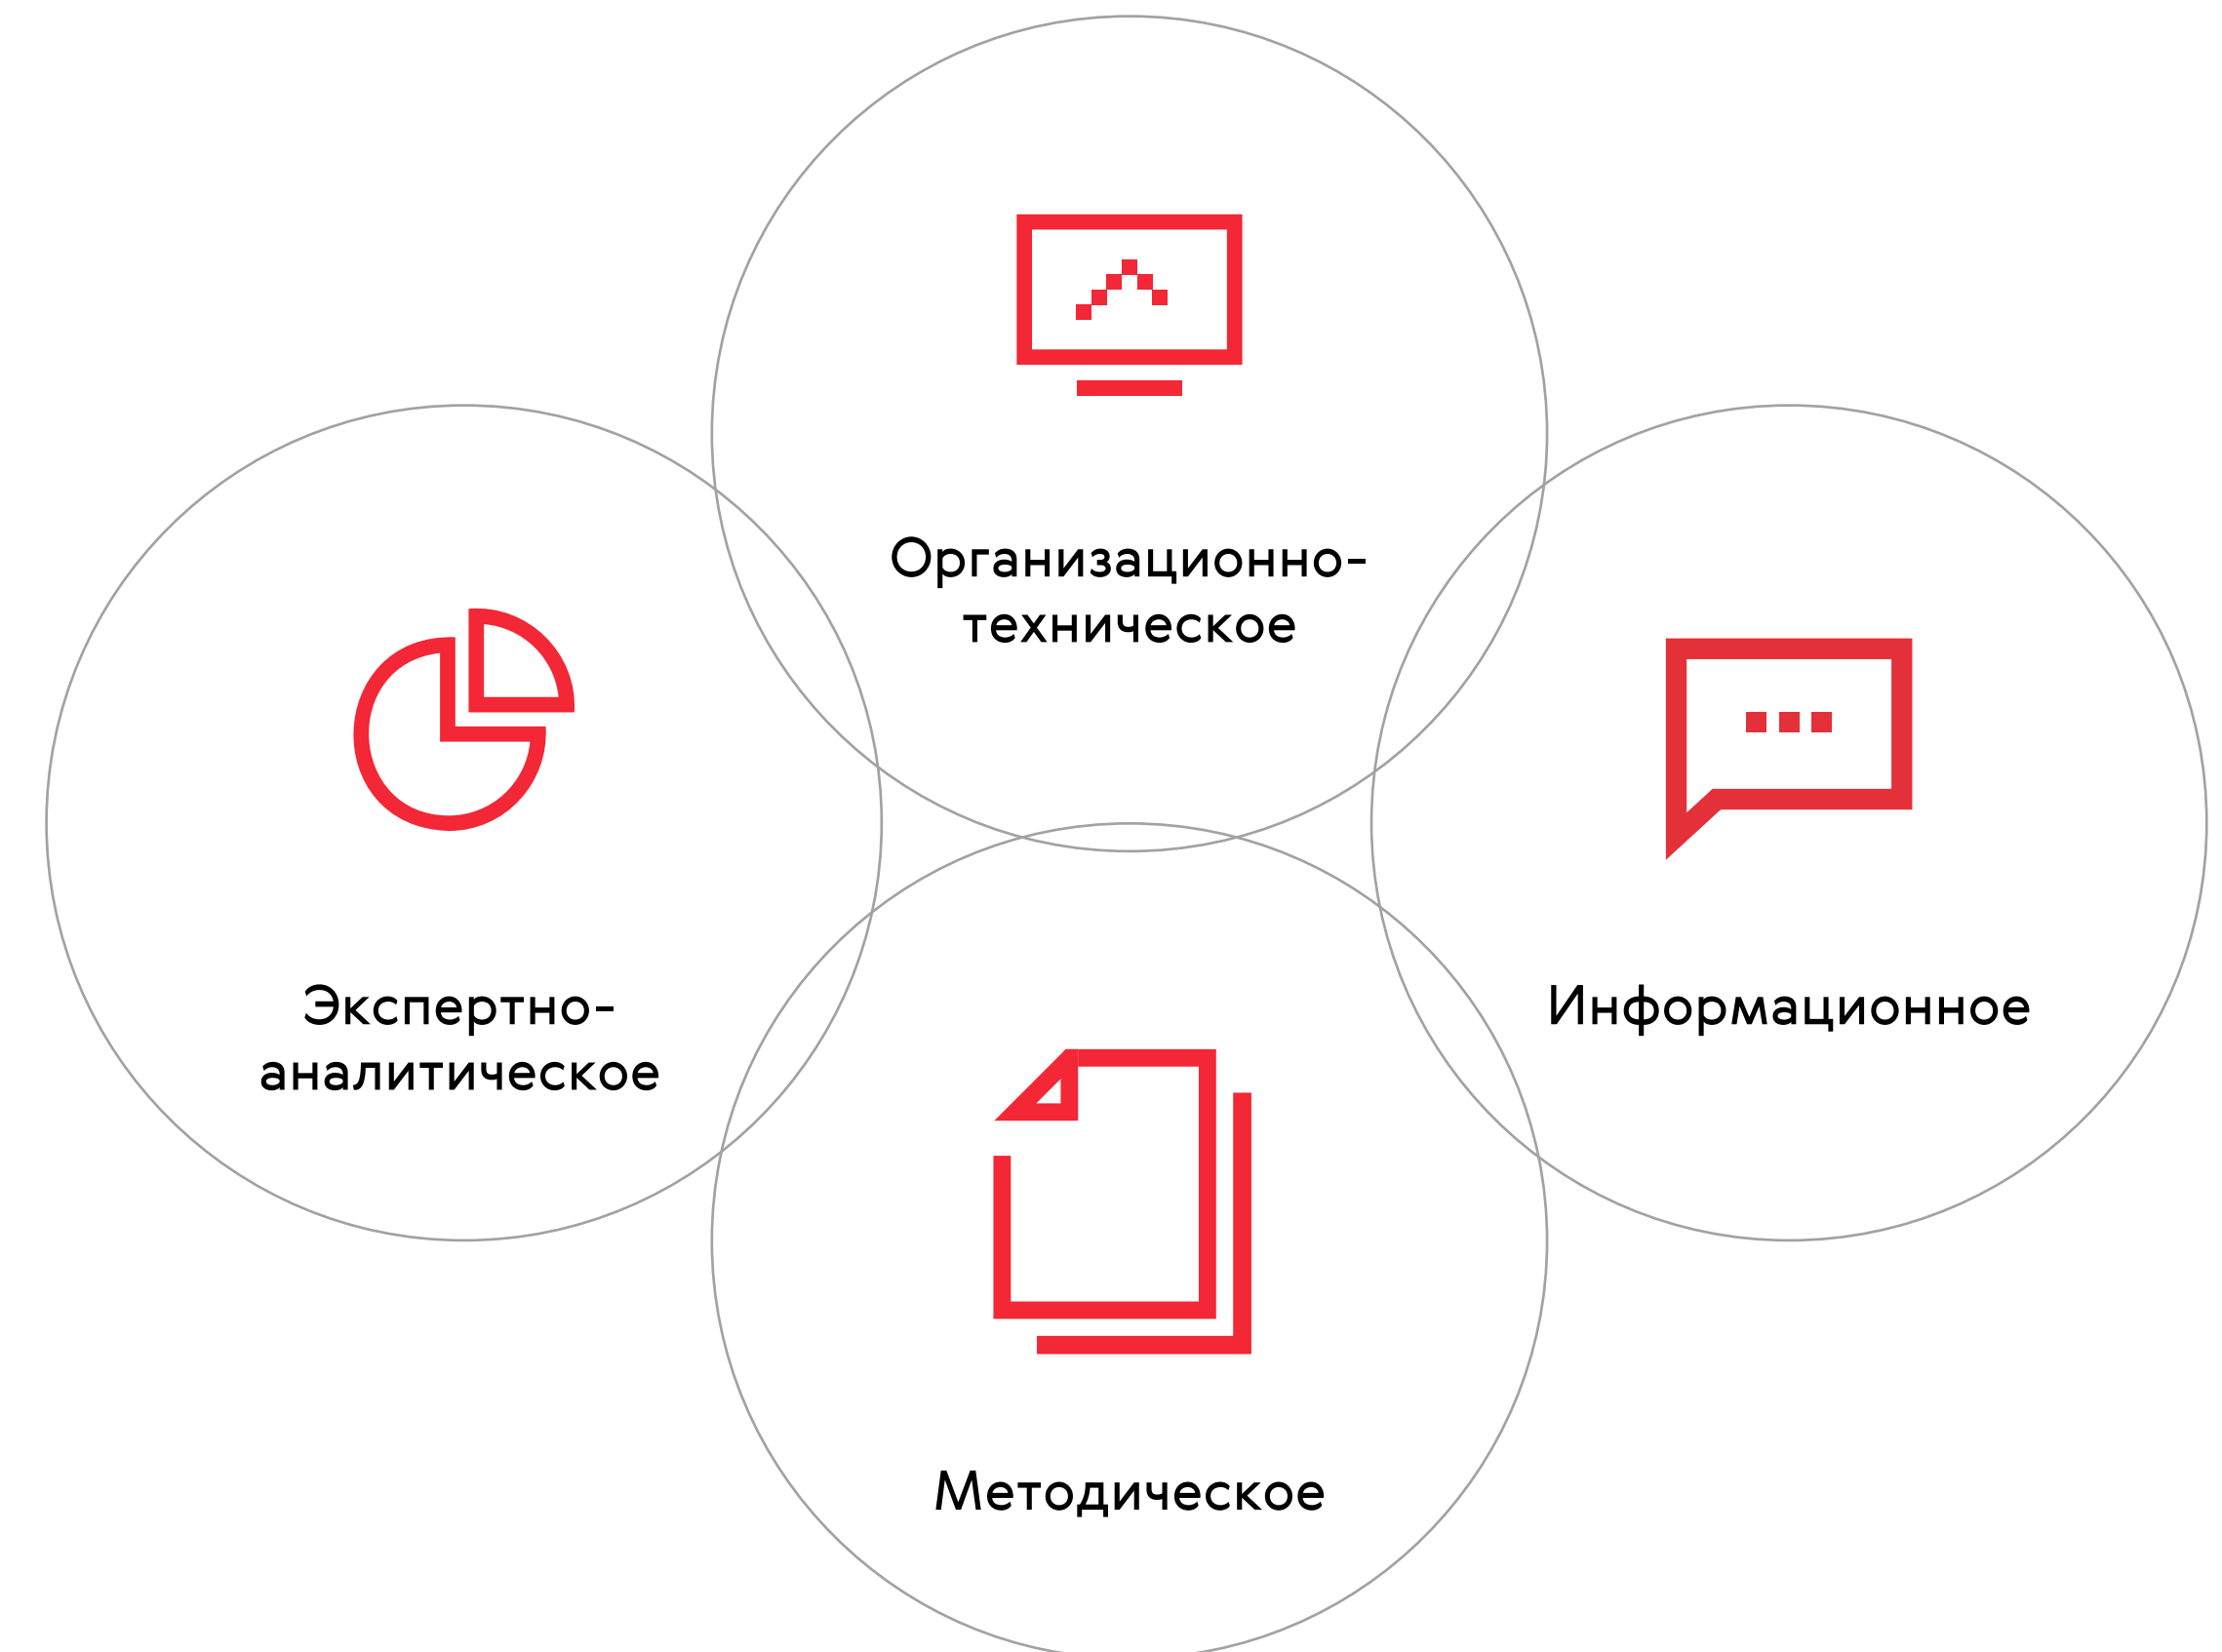 Организационно-
техническое
Экспертно-
аналитическое
Информационное
Методическое